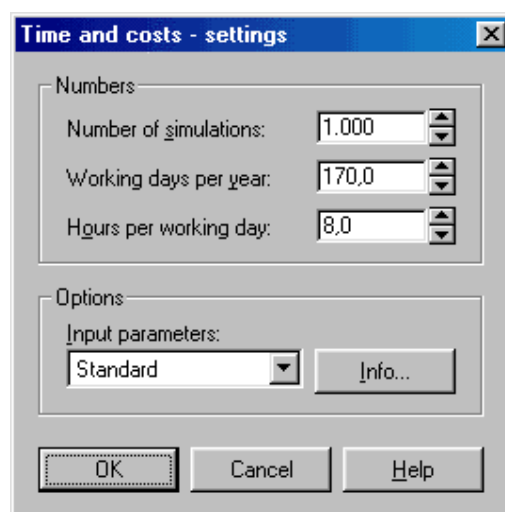 Time and costs - settings
Numbers
Number of simulations: 1.000
Working days per year: 170,0
Hours per working day: 8,0
Options
Input parameters:
Standard Info...
OK Cancel Help